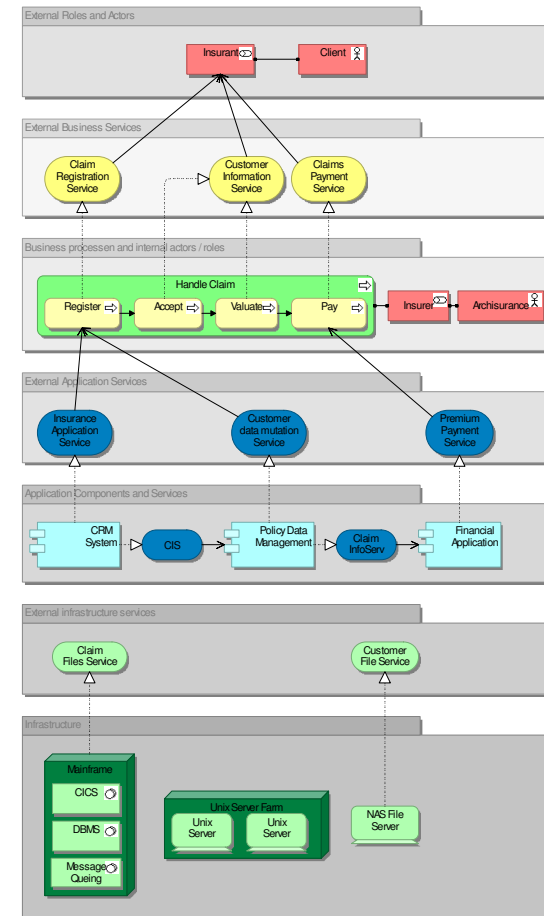 External Roles and Actors
Insurant
Client
External Business Services
Claim
Registration
Service
Customer
Information
Service
Claims
Payment
Service
Business processen and internal actors / roles
Handle Claim
Register
Accept
Valuate
Pay
Insurer
Archisurance
External Application Services
Insurance
Application
Service
Customer
data mutation
Service
Premium
Payment
Service
Application Components and Services
CRM
System
CIS
Policy Data
Management
Claim
InfoServ
Financial
Application
External infrastructure services
Claim
Files Service
Customer
File Service
Infrastructure
Mainframe
CICS
DBMS
Message
Queing
Unix Server Farm
Unix
Server
Unix
Server
NAS File
Server